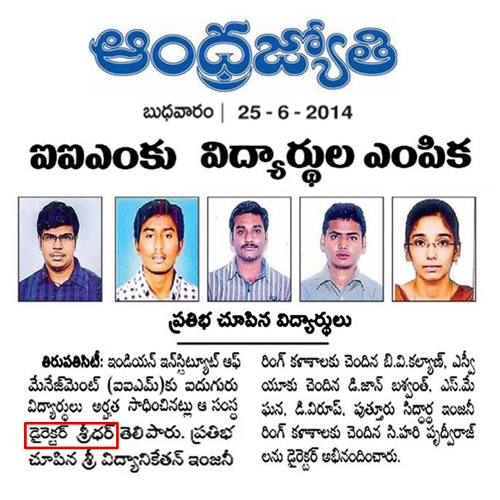 ఆంధ్రజ్యోతి
బుధవారం | 25 - 6 - 2014
ఐఐఎంకు విద్యార్థుల ఎంపిక
ప్రతిభ చూపిన విద్యార్థులు
తిరుపతిసిటీ: ఇండియన్ ఇన్‌స్టిట్యూట్ ఆఫ్
మేనేజ్‌మెంట్ (ఐఐఎం)కు ఐదుగురు
విద్యార్థులు అర్హత సాధించినట్లు ఆ సంస్థ
డైరెక్టర్ శ్రీధర్ తెలిపారు. ప్రతిభ
చూపిన శ్రీ విద్యానికేతన్ ఇంజనీ
రింగ్ కళాశాలకు చెందిన బి.వి.కల్యాణ్, ఎస్వీ
యూకు చెందిన డి.జాన్ బశ్వంత్, ఎస్.మే
ఘన, డి.విరూప్, పుత్తూరు సిద్ధార్థ ఇంజనీ
రింగ్ కళాశాలకు చెందిన సి.హరి పృథ్వీరాజ్
లను డైరెక్టర్ అభినందించారు.